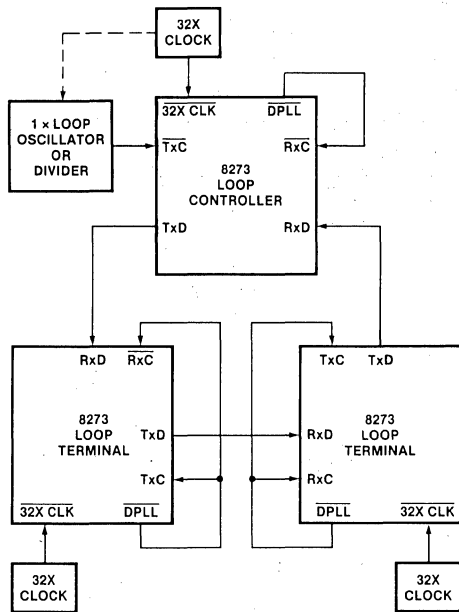 32X
CLOCK
1 × LOOP
OSCILLATOR
OR
DIVIDER
32X CLK DPLL
TxC RxC
8273
LOOP
CONTROLLER
TxD RxD
RxD RxC
8273
LOOP
TERMINAL
TxD
TxC
32X CLK DPLL
32X
CLOCK
TxC TxD
8273
LOOP
TERMINAL
RxD
RxC
DPLL 32X CLK
32X
CLOCK